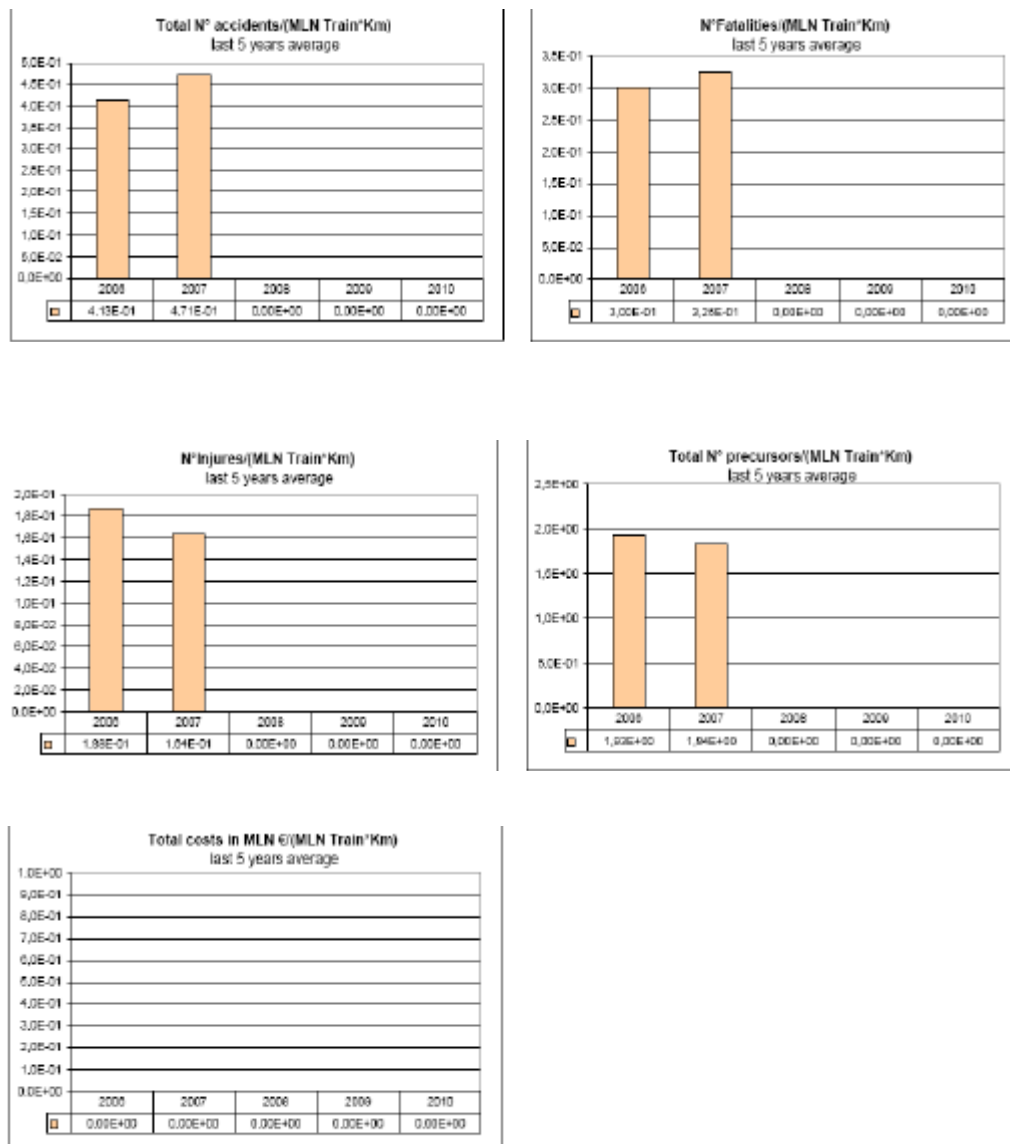 Total N° accidents/(MLN Train*Km)
last 5 years average
5,0E-01
4,5E-01
4,0E-01
3,5E-01
3,0E-01
2,5E-01
2,0E-01
1,5E-01
1,0E-01
5,0E-02
0,0E+00
2006 2007 2008 2009 2010
4,13E-01 4,71E-01 0,00E+00 0,00E+00 0,00E+00
N°Fatalities/(MLN Train*Km)
last 5 years average
3,5E-01
3,0E-01
2,5E-01
2,0E-01
1,5E-01
1,0E-01
5,0E-02
0,0E+00
2006 2007 2008 2009 2010
3,00E-01 0,00E+00 0,00E+00 0,00E+00
N°Injures/(MLN Train*Km)
last 5 years average
2,0E-01
1,8E-01
1,6E-01
1,4E-01
1,2E-01
1,0E-01
8,0E-02
6,0E-02
4,0E-02
2,0E-02
0,0E+00
2006 2007 2008 2009 2010
1,64E-01 0,00E+00 0,00E+00 0,00E+00
Total N° precursors/(MLN Train*Km)
last 5 years average
2,5E+00
2,0E+00
1,5E+00
1,0E+00
5,0E-01
0,0E+00
2006 2007 2008 2009 2010
1,93E+00 0,00E+00 0,00E+00 0,00E+00
Total costs in MLN €/(MLN Train*Km)
last 5 years average
1,0E+00
9,0E-01
8,0E-01
7,0E-01
6,0E-01
5,0E-01
4,0E-01
3,0E-01
2,0E-01
1,0E-01
0,0E+00
2006 2007 2008 2009 2010
0,00E+00 0,00E+00 0,00E+00 0,00E+00 0,00E+00